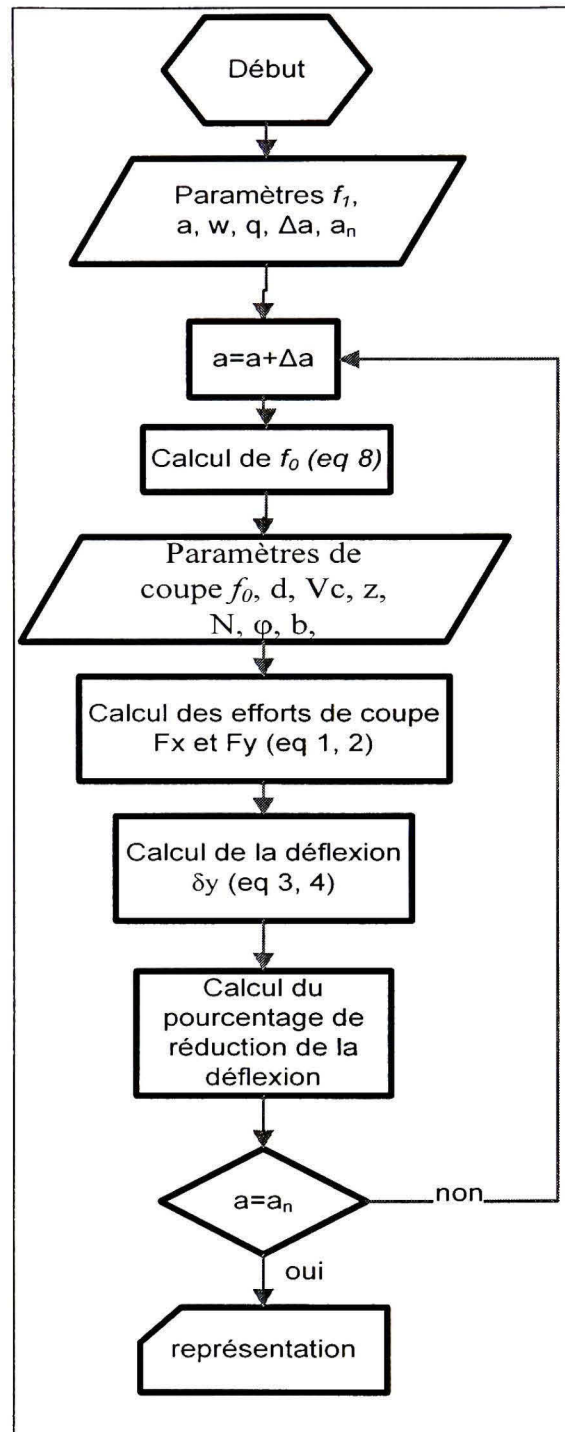 Début
Paramètres f₁,
a, w, q, Δa, aₙ
a=a+Δa
Calcul de f₀ (eq 8)
Paramètres de
coupe f₀, d, Vc, z,
N, φ, b,
Calcul des efforts de coupe
Fx et Fy (eq 1, 2)
Calcul de la déflexion
δy (eq 3, 4)
Calcul du
pourcentage de
réduction de la
déflexion
a=aₙ
non
oui
représentation